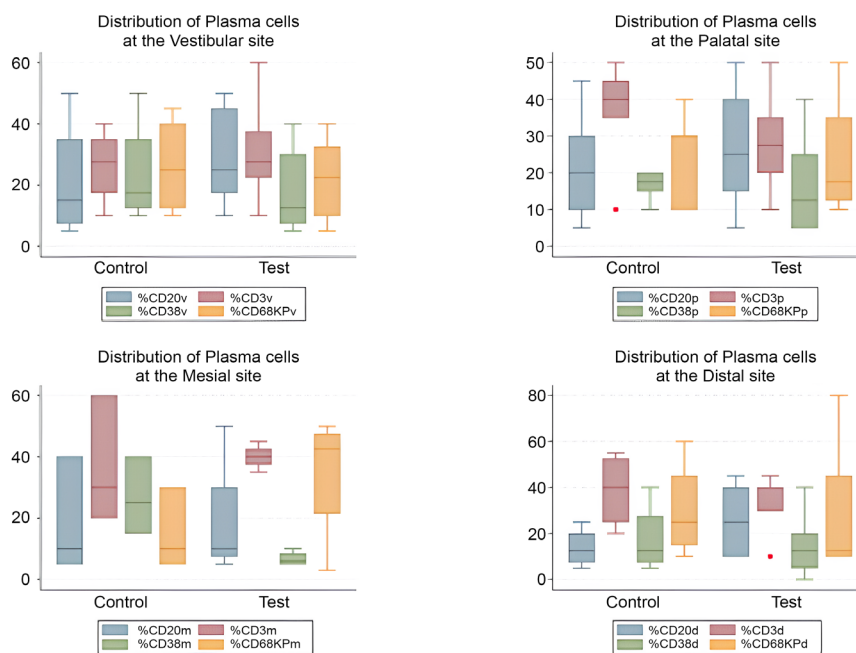 Distribution of Plasma cells
at the Vestibular site
60
40
20
0
Control
Test
%CD20v
%CD3v
%CD38v
%CD68KPv
Distribution of Plasma cells
at the Palatal site
50
40
30
20
10
0
Control
Test
%CD20p
%CD3p
%CD38p
%CD68KPp
Distribution of Plasma cells
at the Mesial site
60
40
20
0
Control
Test
%CD20m
%CD3m
%CD38m
%CD68KPm
Distribution of Plasma cells
at the Distal site
80
60
40
20
0
Control
Test
%CD20d
%CD3d
%CD38d
%CD68KPd